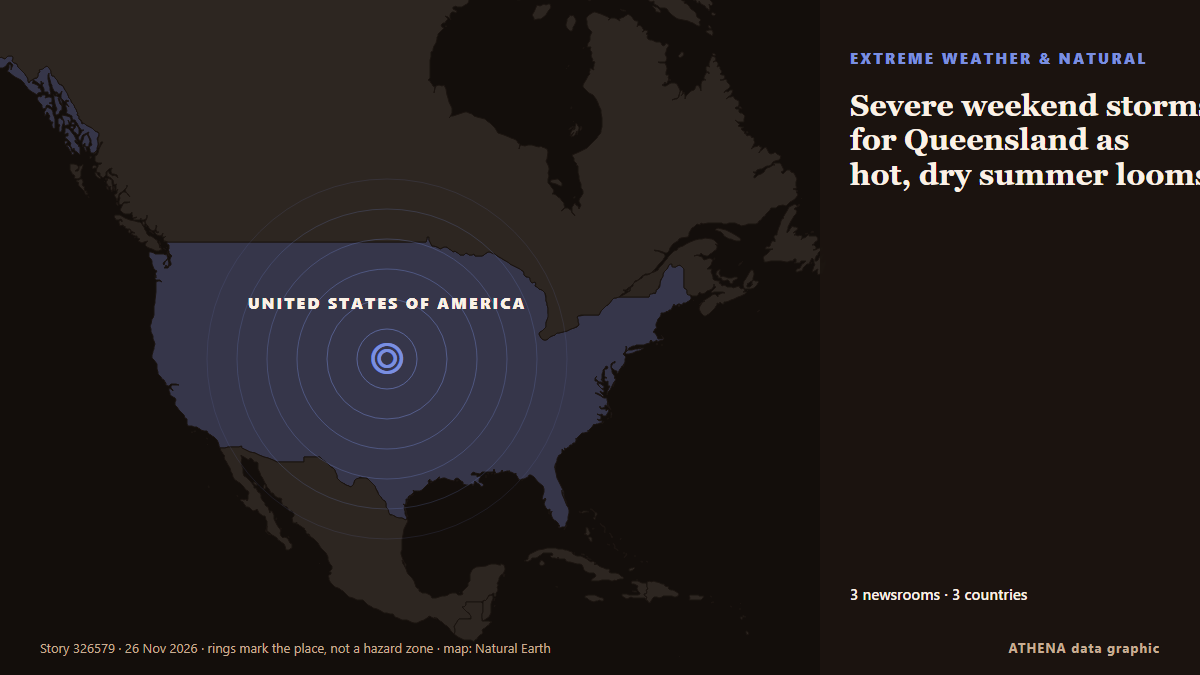 EXTREME WEATHER & NATURAL
Severe weekend storms
for Queensland as
hot, dry summer looms
UNITED STATES OF AMERICA
3 newsrooms · 3 countries
Story 326579 · 26 Nov 2026 · rings mark the place, not a hazard zone · map: Natural Earth
ATHENA data graphic